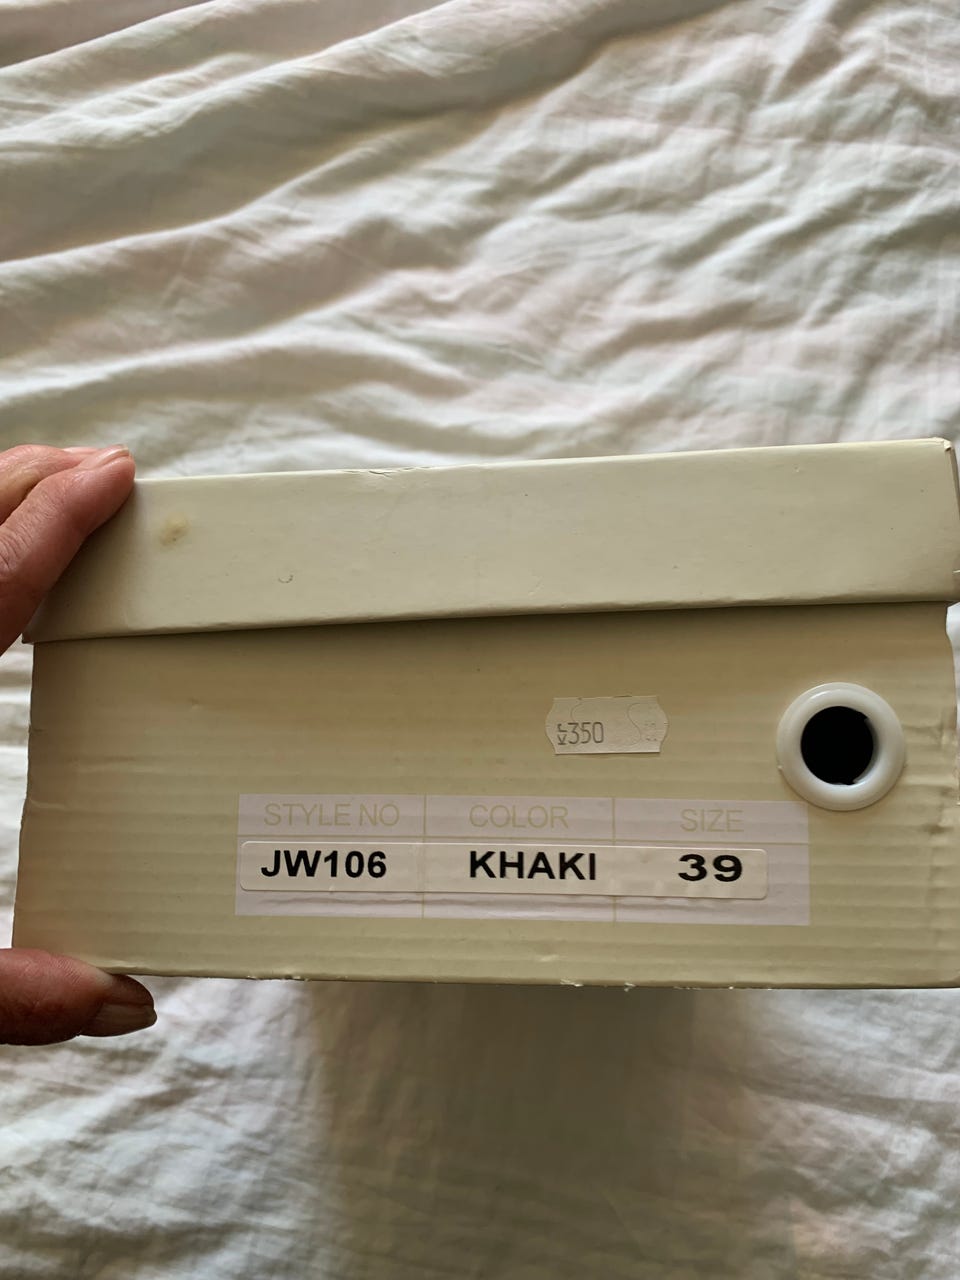 350
STYLE NO COLOR SIZE
JW106 KHAKI 39